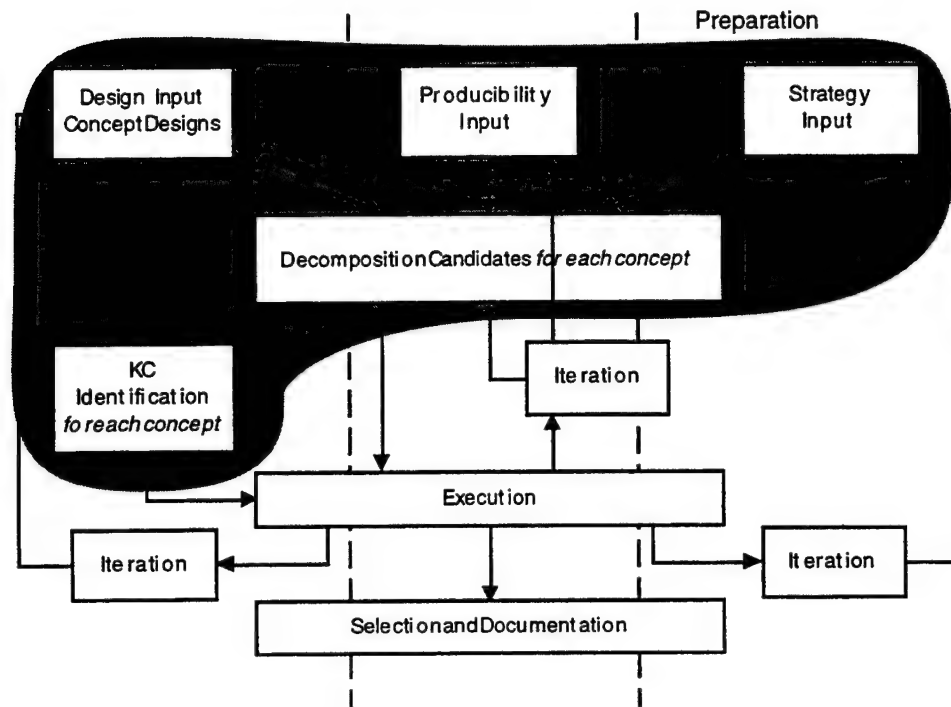 Preparation
Design Input
Concept Designs
Producibility
Input
Strategy
Input
Decomposition Candidates for each concept
KC
Identification
for each concept
Iteration
Execution
Iteration
Iteration
Selection and Documentation